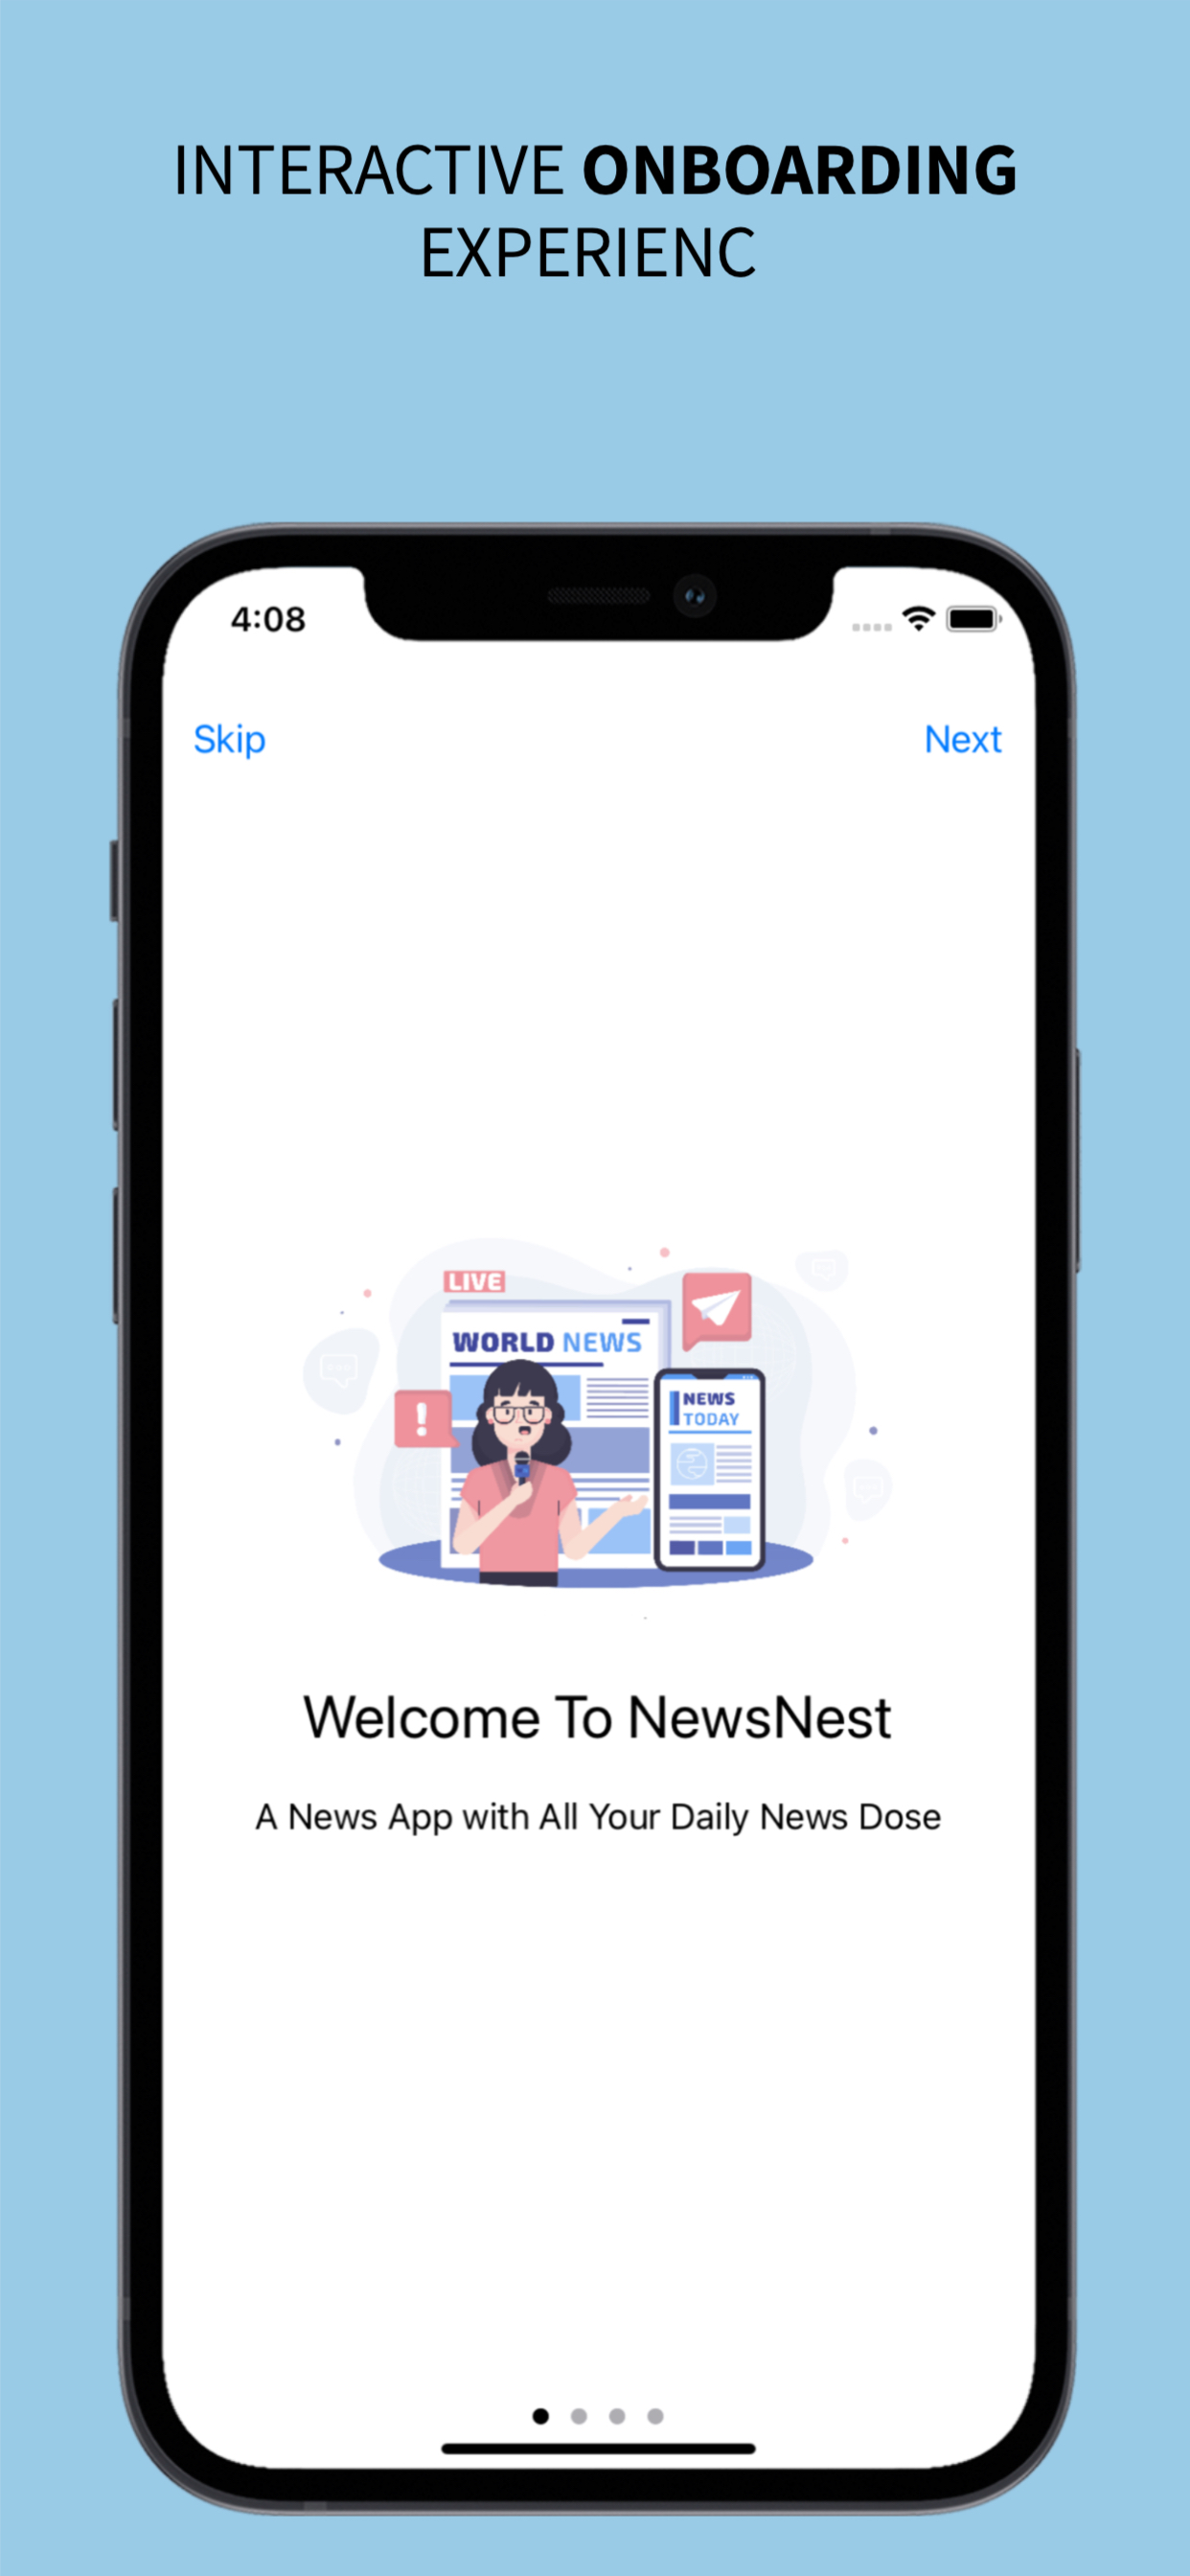 INTERACTIVE ONBOARDING
EXPERIENC
4:08
Skip
Next
LIVE
WORLD NEWS
!
NEWS
TODAY
Welcome To NewsNest
A News App with All Your Daily News Dose